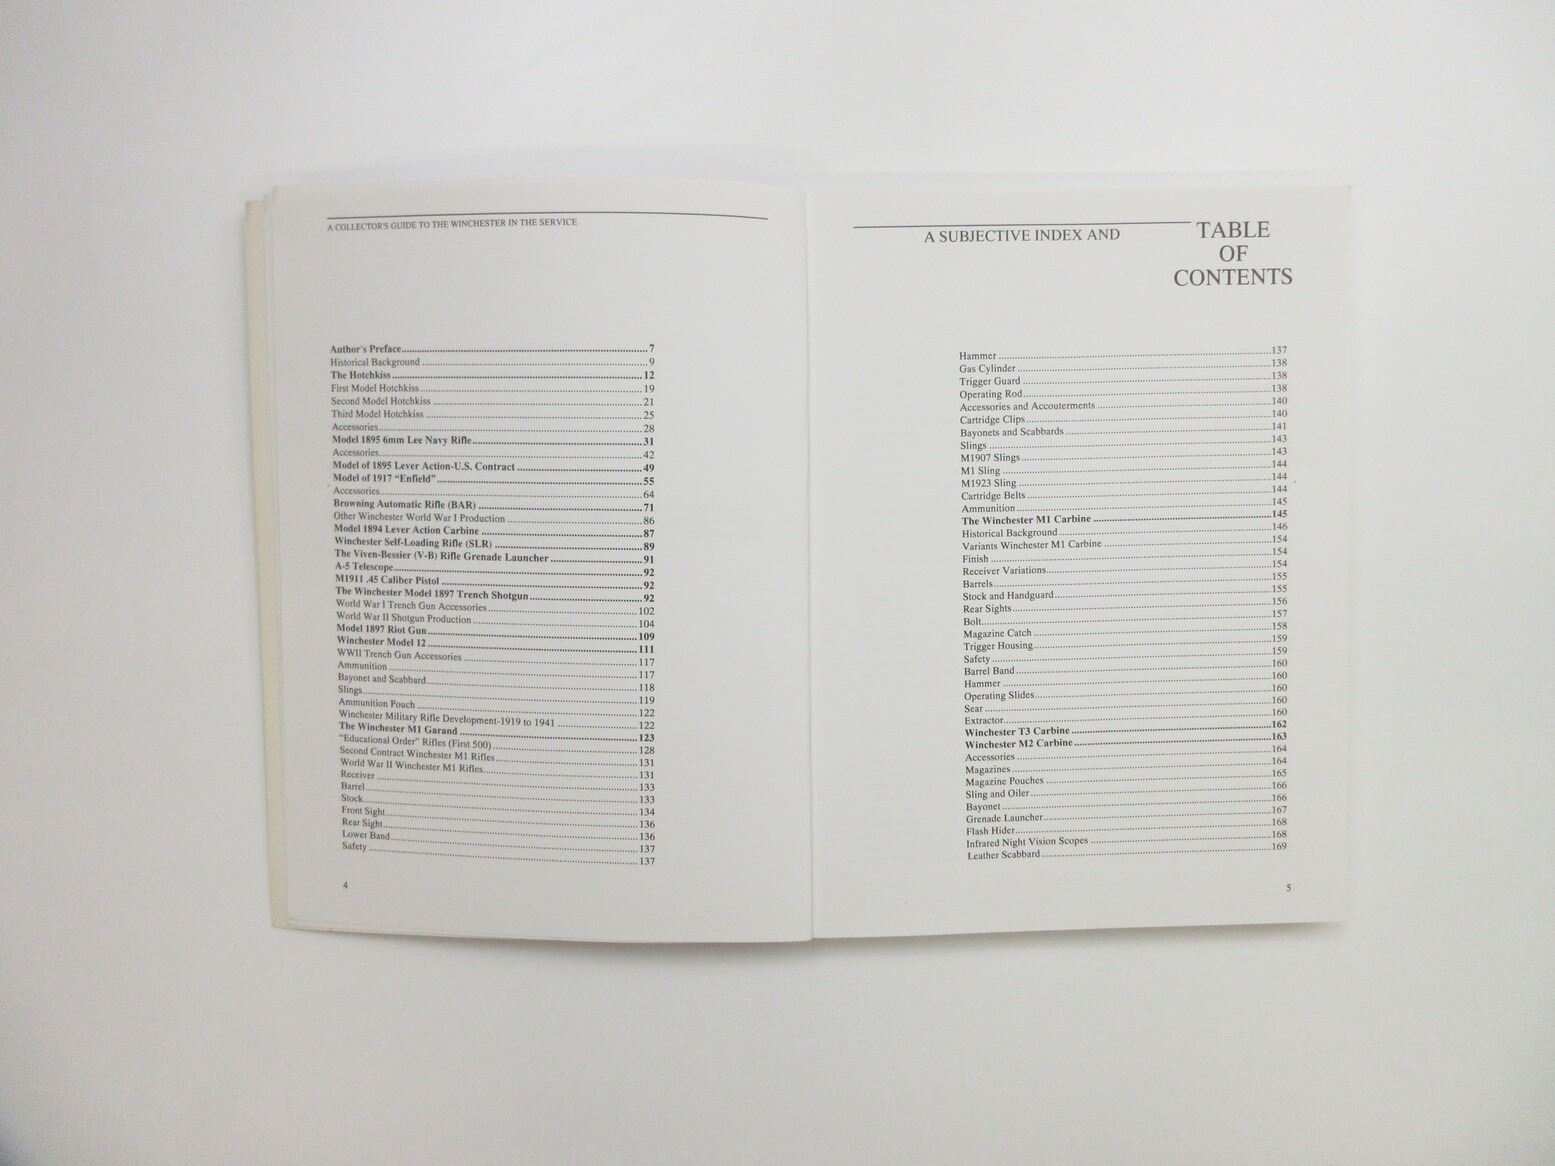 A COLLECTOR'S GUIDE TO THE WINCHESTER IN THE SERVICE
Author's Preface 7
Historical Background 9
The Hotchkiss 12
First Model Hotchkiss 19
Second Model Hotchkiss 21
Third Model Hotchkiss 25
Accessories 28
Model 1895 6mm Lee Navy Rifle 31
Accessories 42
Model of 1895 Lever Action-U.S. Contract 49
Model of 1917 “Enfield” 55
Accessories 64
Browning Automatic Rifle (BAR) 71
Other Winchester World War I Production 86
Model 1894 Lever Action Carbine 87
Winchester Self-Loading Rifle (SLR) 89
The Viven-Bessier (V-B) Rifle Grenade Launcher 91
A-5 Telescope 92
M1911 .45 Caliber Pistol 92
The Winchester Model 1897 Trench Shotgun 92
World War I Trench Gun Accessories 102
World War II Shotgun Production 104
Model 1897 Riot Gun 109
Winchester Model 12 111
WWII Trench Gun Accessories 117
Ammunition 117
Bayonet and Scabbard 118
Slings 119
Ammunition Pouch 122
Winchester Military Rifle Development-1919 to 1941 122
The Winchester M1 Garand 123
“Educational Order” Rifles (First 500) 128
Second Contract Winchester M1 Rifles 131
World War II Winchester M1 Rifles 131
Receiver 133
Barrel 133
Stock 134
Front Sight 136
Rear Sight 136
Lower Band 137
Safety 137
4
A SUBJECTIVE INDEX AND
TABLE
OF
CONTENTS
Hammer 137
Gas Cylinder 138
Trigger Guard 138
Operating Rod 138
Accessories and Accouterments 140
Cartridge Clips 140
Bayonets and Scabbards 141
Slings 143
M1907 Slings 143
M1 Sling 144
M1923 Sling 144
Cartridge Belts 144
Ammunition 145
The Winchester M1 Carbine 145
Historical Background 146
Variants Winchester M1 Carbine 154
Finish 154
Receiver Variations 154
Barrels 155
Stock and Handguard 155
Rear Sights 156
Bolt 157
Magazine Catch 158
Trigger Housing 159
Safety 159
Barrel Band 160
Hammer 160
Operating Slides 160
Sear 160
Extractor 160
Winchester T3 Carbine 162
Winchester M2 Carbine 163
Accessories 164
Magazines 164
Magazine Pouches 165
Sling and Oiler 166
Bayonet 166
Grenade Launcher 167
Flash Hider 168
Infrared Night Vision Scopes 168
Leather Scabbard 169
5